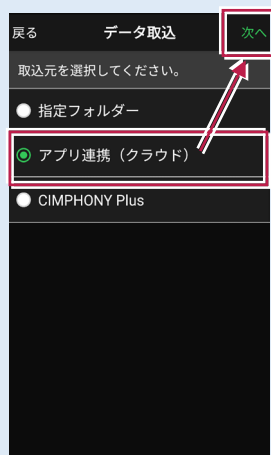 戻る データ取込 次へ
取込元を選択してください。
指定フォルダー
アプリ連携（クラウド）
CIMPHONY Plus